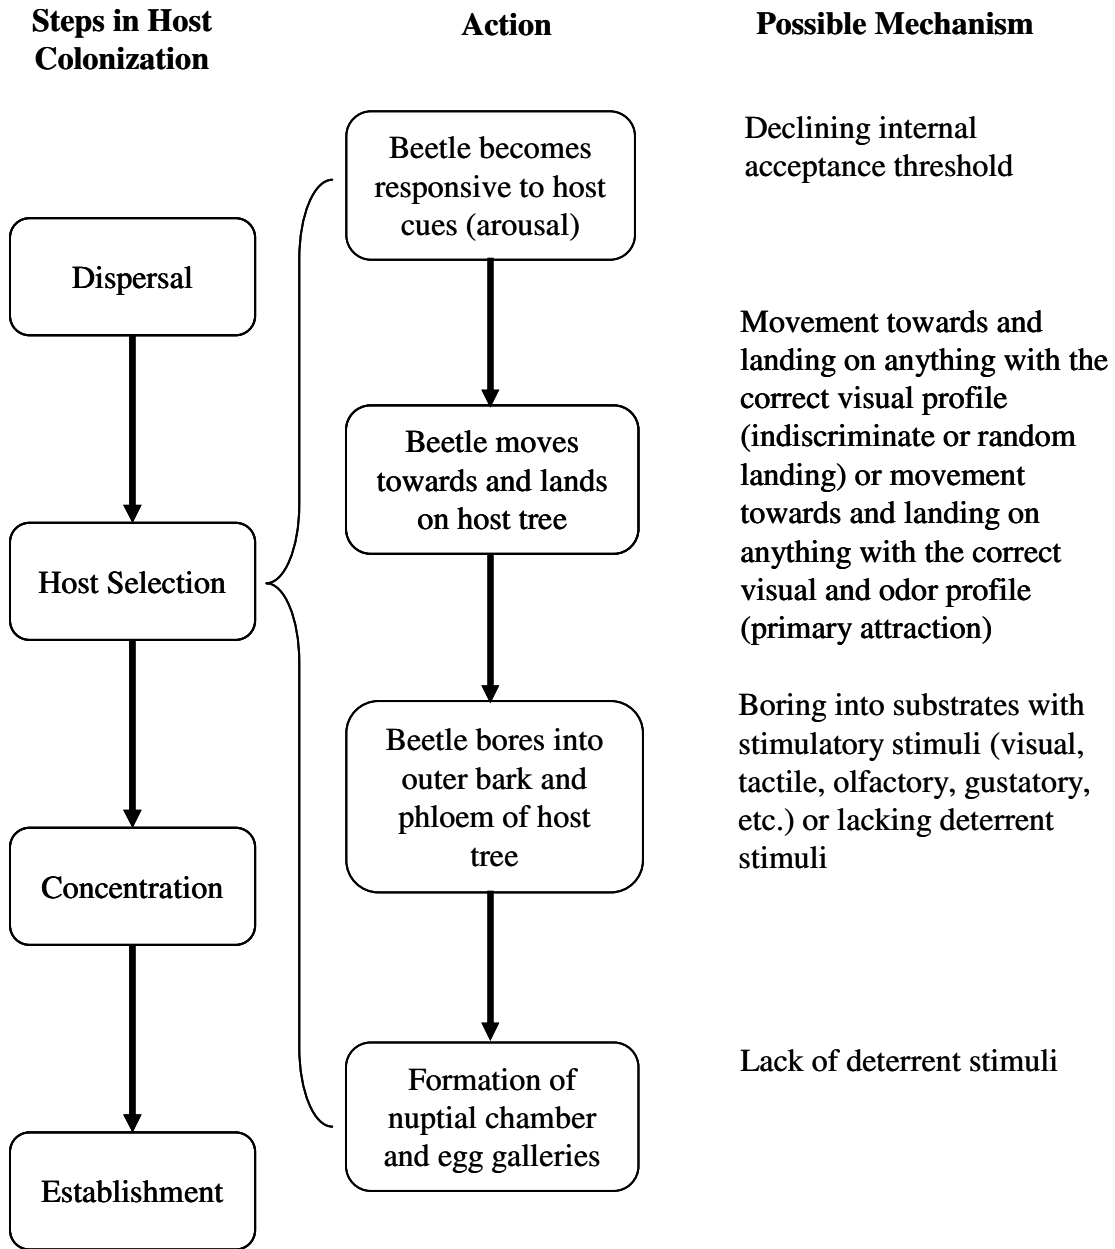 Steps in Host
Colonization
Dispersal
Host Selection
Concentration
Establishment
Action
Beetle becomes
responsive to host
cues (arousal)
Beetle moves
towards and lands
on host tree
Beetle bores into
outer bark and
phloem of host
tree
Formation of
nuptial chamber
and egg galleries
Possible Mechanism
Declining internal
acceptance threshold
Movement towards and
landing on anything with the
correct visual profile
(indiscriminate or random
landing) or movement
towards and landing on
anything with the correct
visual and odor profile
(primary attraction)
Boring into substrates with
stimulatory stimuli (visual,
tactile, olfactory, gustatory,
etc.) or lacking deterrent
stimuli
Lack of deterrent stimuli